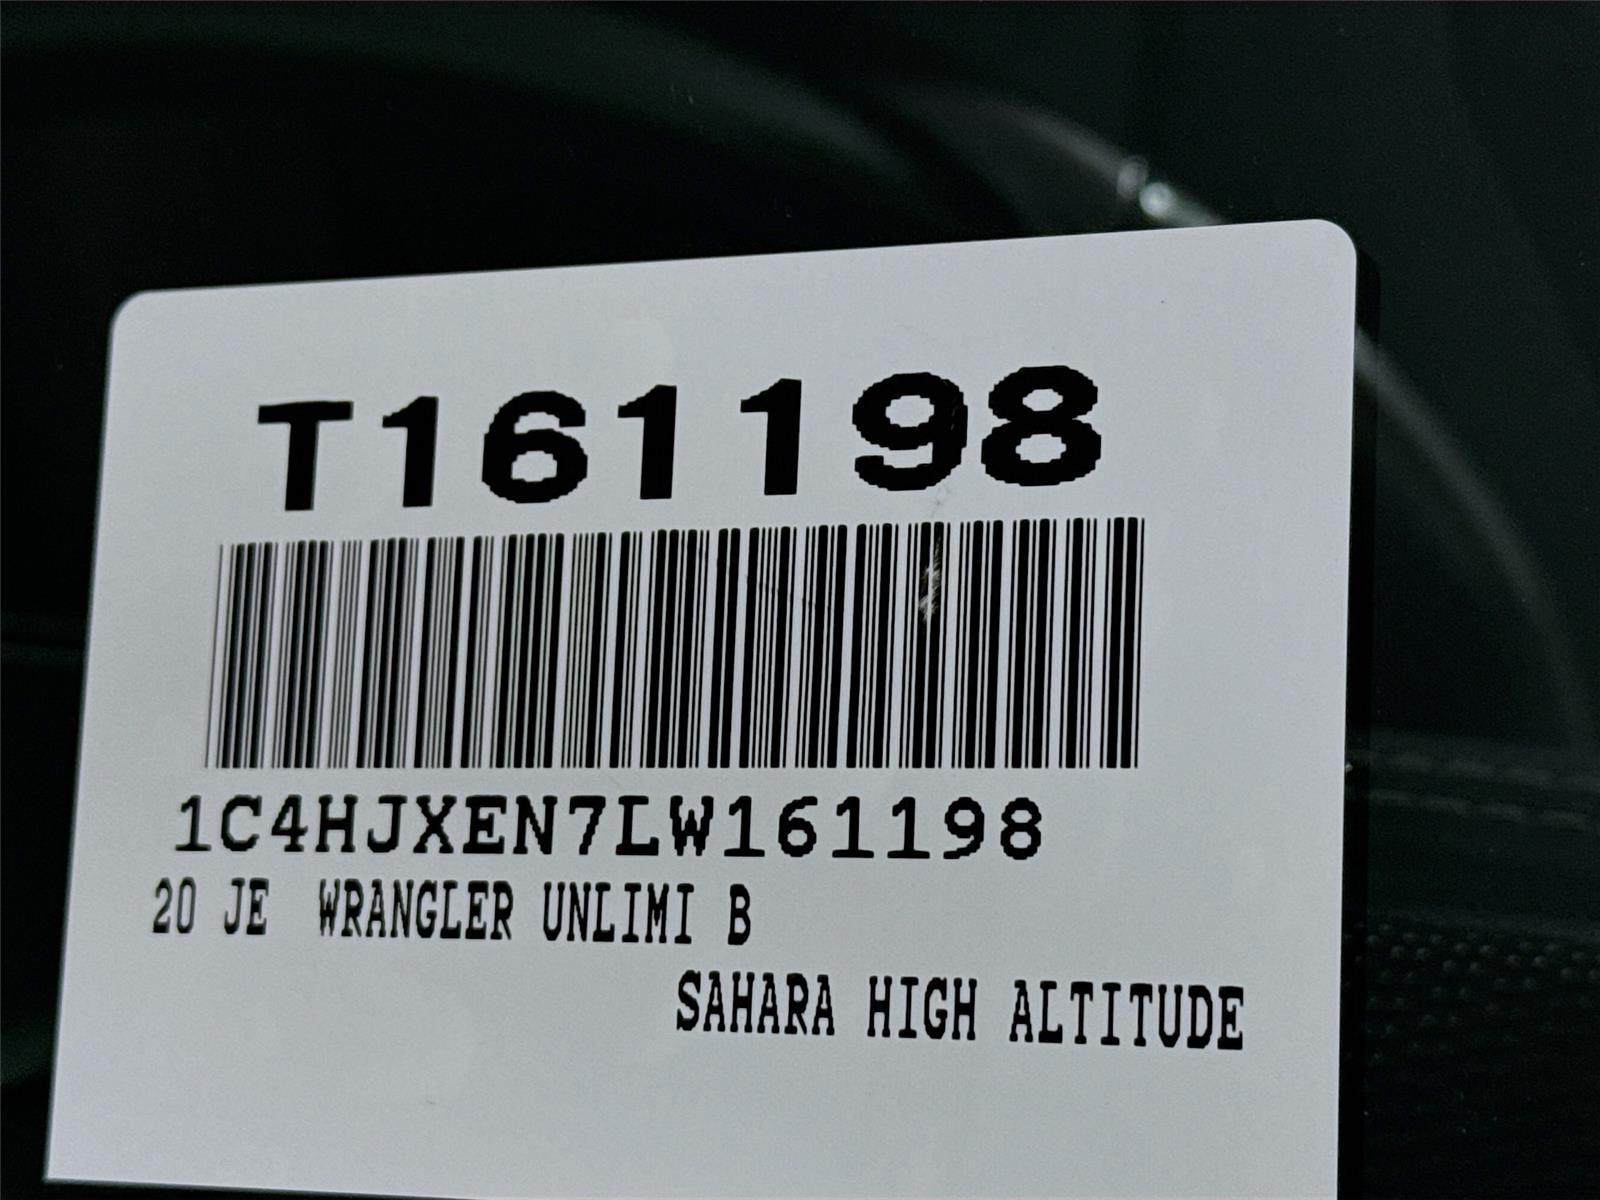 T161198
1C4HJXEN7LW161198
20 JE WRANGLER UNLIMI B
SAHARA HIGH ALTITUDE